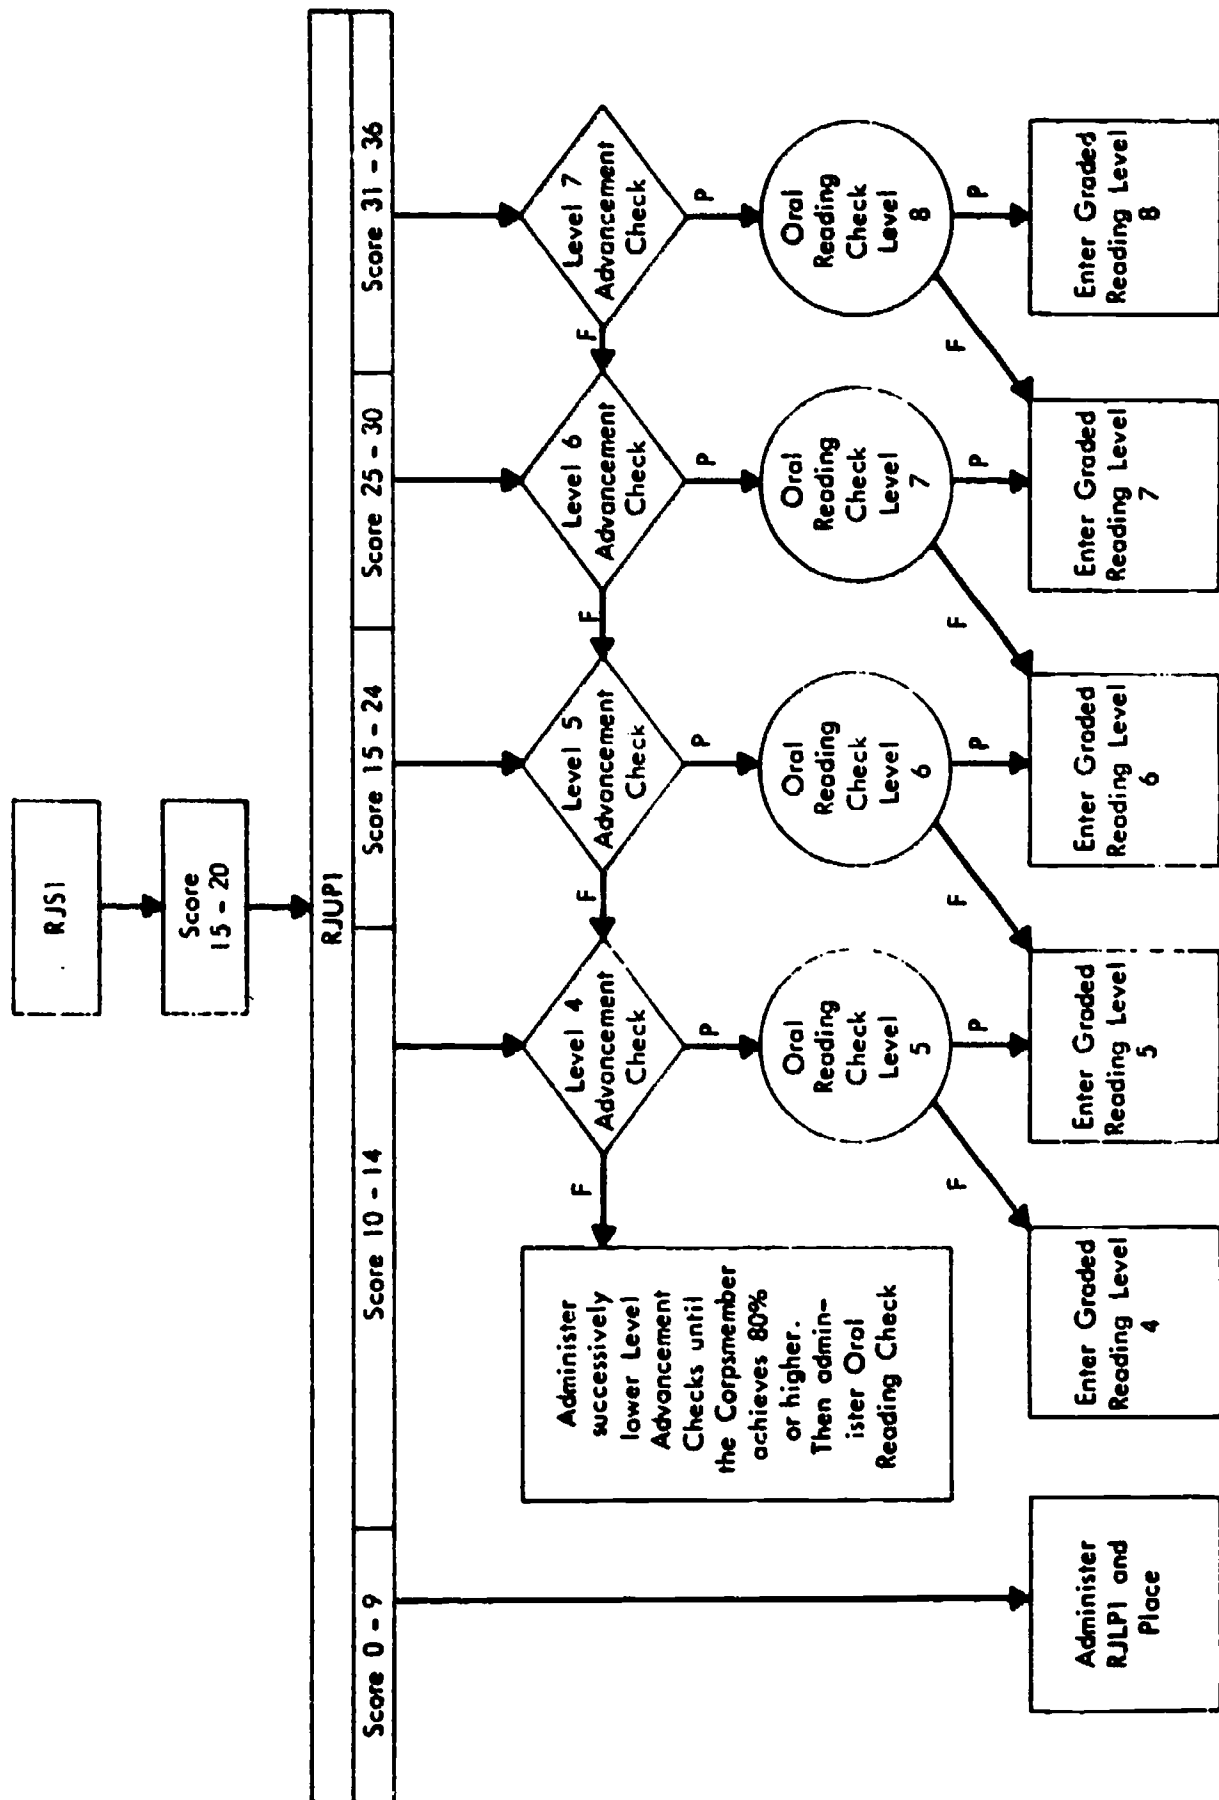 RJS1
Score
15 - 20
RJUP1
Score 0 - 9
Score 10 - 14
Score 15 - 24
Score 25 - 30
Score 31 - 36
Level 4
Advancement
Check
Level 5
Advancement
Check
Level 6
Advancement
Check
Level 7
Advancement
Check
F
F
F
F
P
P
P
P
Administer
successively
lower Level
Advancement
Checks until
the Corpsmember
achieves 80%
or higher.
Then admin-
ister Oral
Reading Check
Oral
Reading
Check
Level
5
Oral
Reading
Check
Level
6
Oral
Reading
Check
Level
7
Oral
Reading
Check
Level
8
F
P
F
P
F
P
F
P
Administer
RJLP1 and
Place
Enter Graded
Reading Level
4
Enter Graded
Reading Level
5
Enter Graded
Reading Level
6
Enter Graded
Reading Level
7
Enter Graded
Reading Level
8